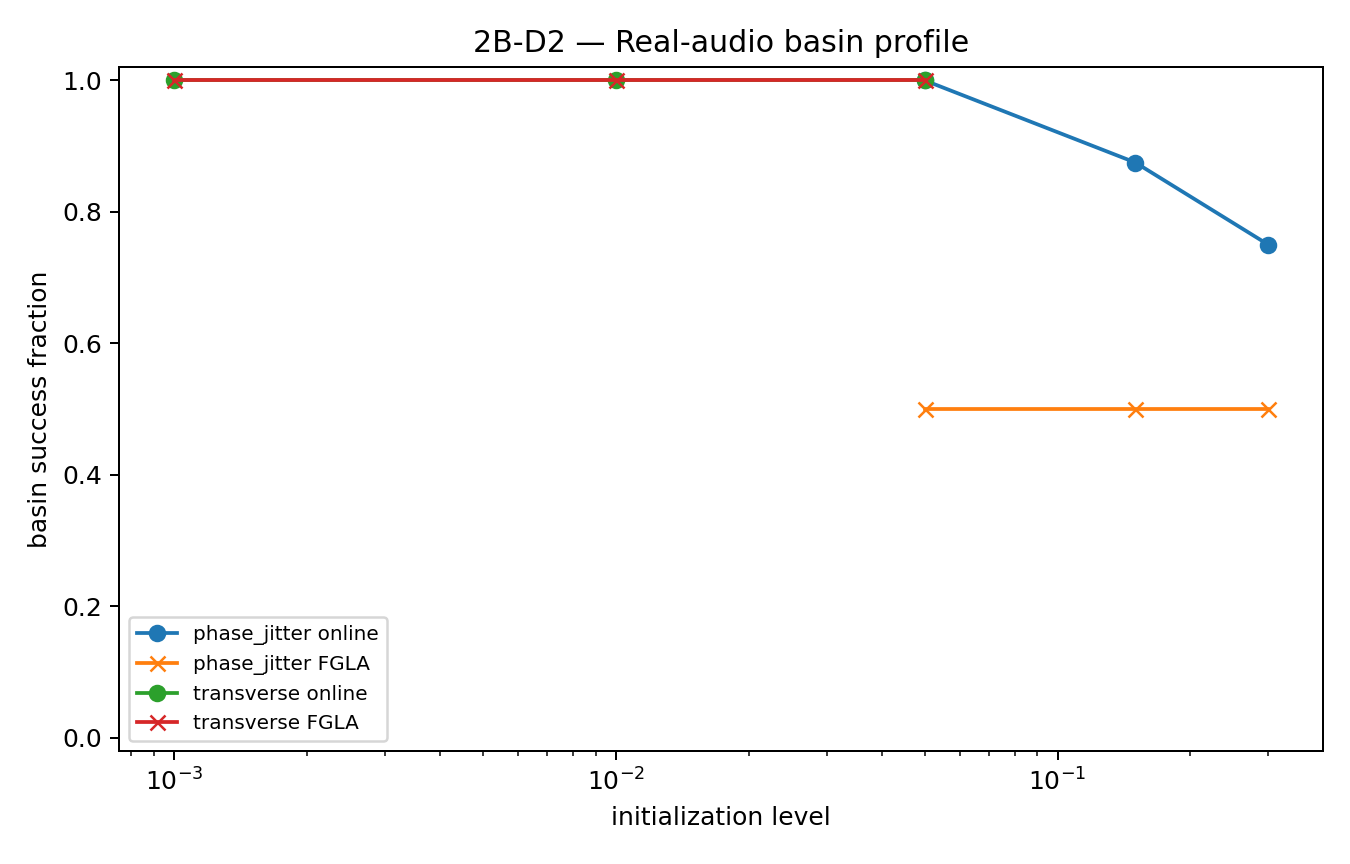 2B-D2 — Real-audio basin profile
basin success fraction
1.0
0.8
0.6
0.4
0.2
0.0
phase_jitter online
phase_jitter FGLA
transverse online
transverse FGLA
10⁻³ 10⁻² 10⁻¹
initialization level